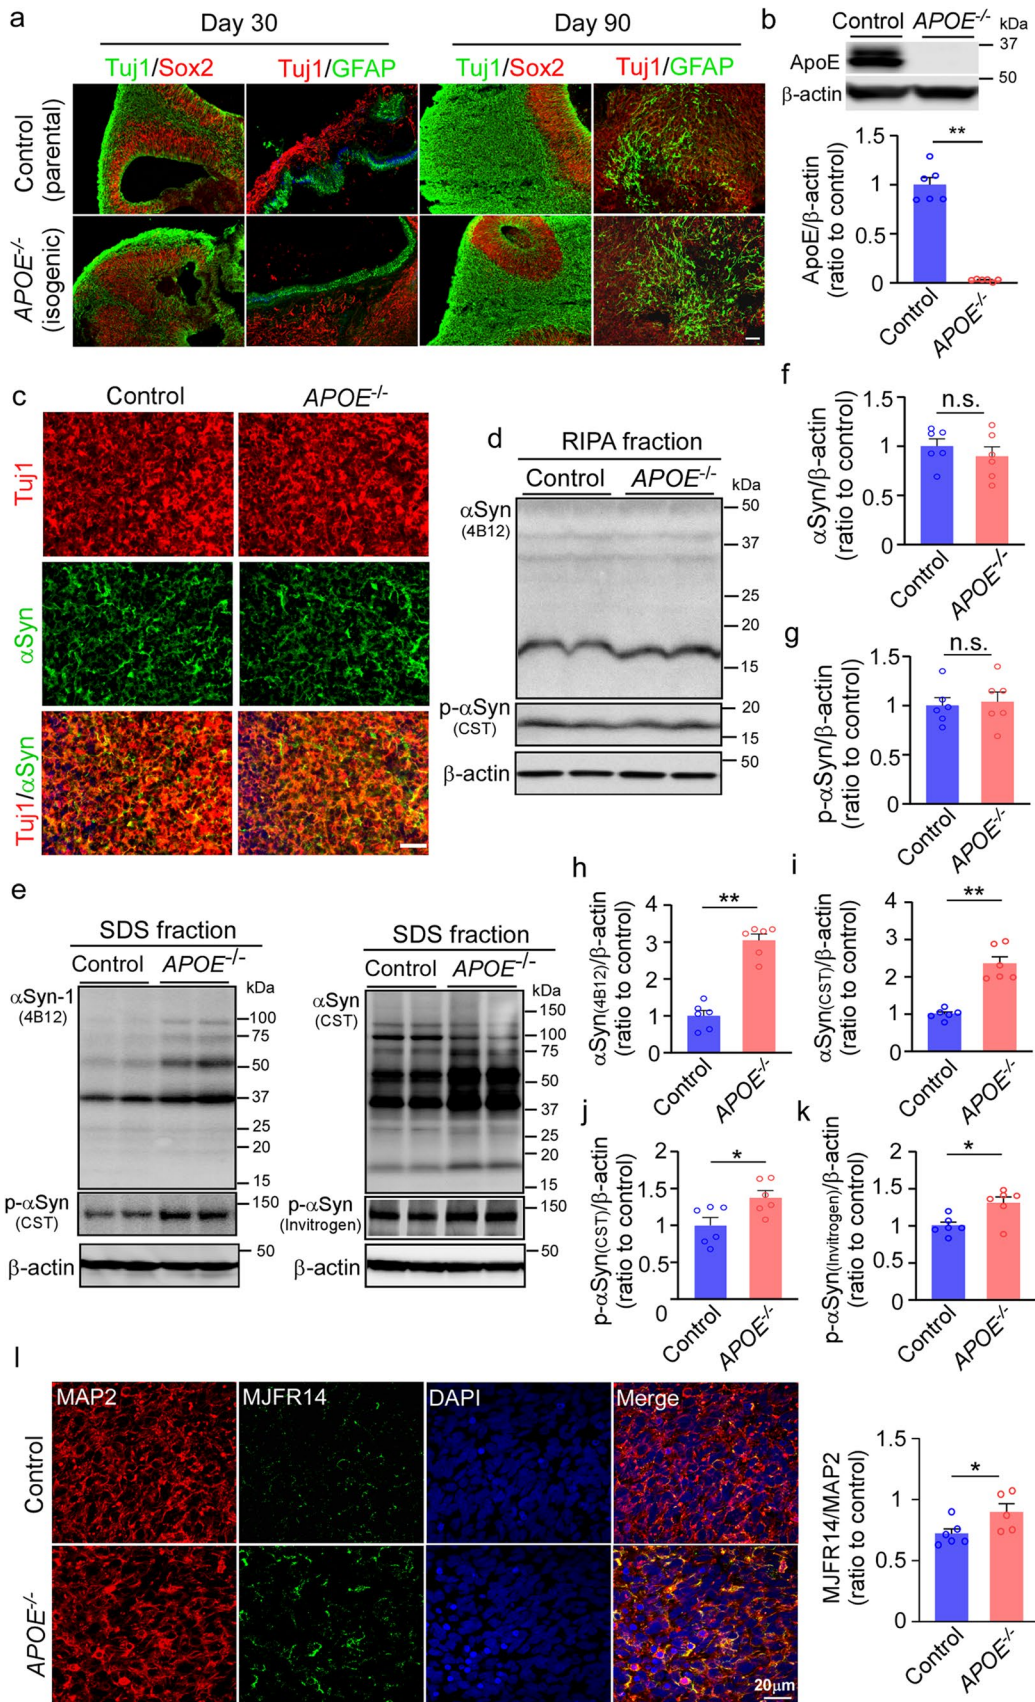 a
Day 30
Day 90
Tuj1/Sox2
Tuj1/GFAP
Tuj1/Sox2
Tuj1/GFAP
Control
(parental)
APOE-/-
(isogenic)
b
Control
APOE-/-
kDa
ApoE
37
50
β-actin
ApoE/β-actin
(ratio to control)
1.5
1
0.5
0
**
Control
APOE-/-
c
Control
APOE-/-
Tuj1
αSyn
Tuj1/αSyn
d
RIPA fraction
Control
APOE-/-
kDa
αSyn
(4B12)
50
37
25
20
15
p-αSyn
(CST)
20
15
β-actin
50
f
αSyn/β-actin
(ratio to control)
1.5
1
0.5
0
n.s.
Control
APOE-/-
g
p-αSyn/β-actin
(ratio to control)
1.5
1
0.5
0
n.s.
Control
APOE-/-
e
SDS fraction
Control
APOE-/-
kDa
αSyn-1
(4B12)
100
75
50
37
25
20
15
p-αSyn
(CST)
150
β-actin
50
SDS fraction
Control
APOE-/-
kDa
αSyn
(CST)
150
100
75
50
37
25
20
15
p-αSyn
(Invitrogen)
150
β-actin
50
h
αSyn(4B12)/β-actin
(ratio to control)
4
3
2
1
0
**
Control
APOE-/-
i
αSyn(CST)/β-actin
(ratio to control)
4
3
2
1
0
**
Control
APOE-/-
j
p-αSyn(CST)/β-actin
(ratio to control)
2
1.5
1
0
*
Control
APOE-/-
k
p-αSyn(Invitrogen)/β-actin
(ratio to control)
2
1.5
1
0.5
0
*
Control
APOE-/-
l
MAP2
MJFR14
DAPI
Merge
Control
APOE-/-
20μm
MJFR14/MAP2
(ratio to control)
1.5
1
0.5
0
*
Control
APOE-/-